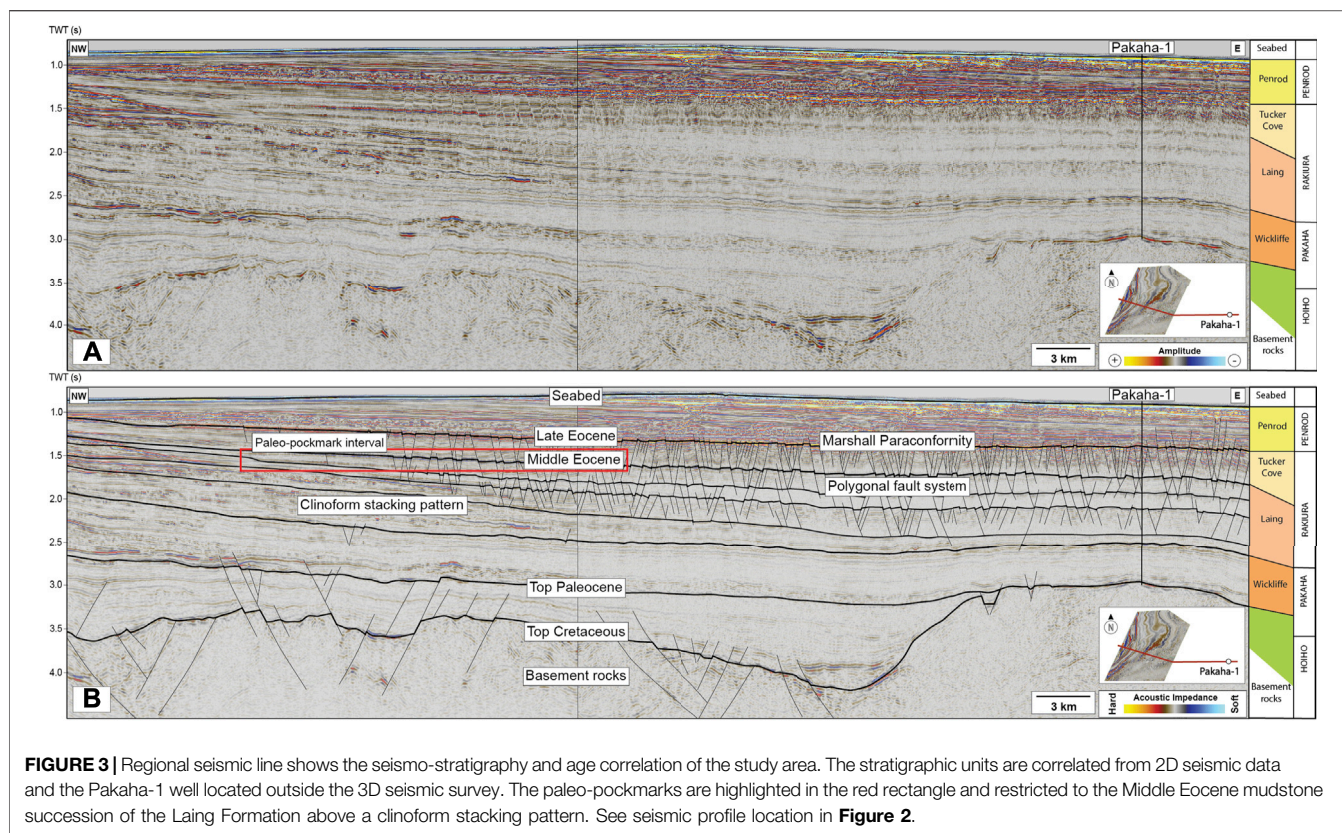 TWT (s)
NW
Pakaha-1
E
Seabed
1.0
1.5
2.0
2.5
3.0
3.5
4.0
Penrod
PENROD
Tucker
Cove
Laing
RAKIURA
Wickliffe
PAKAHA
HOIHO
Basement
rocks
N
Pakaha-1
3 km
Amplitude
+
-
A
TWT (s)
NW
Seabed
Pakaha-1
E
Seabed
1.0
1.5
2.0
2.5
3.0
3.5
4.0
Late Eocene
Marshall Paraconfornity
Paleo-pockmark interval
Middle Eocene
Polygonal fault system
Clinoform stacking pattern
Top Paleocene
Top Cretaceous
Basement rocks
Penrod
PENROD
Tucker
Cove
Laing
RAKIURA
Wickliffe
PAKAHA
HOIHO
Basement
rocks
N
Pakaha-1
3 km
Hard
Acoustic Impedance
Soft
B
FIGURE 3 | Regional seismic line shows the seismo-stratigraphy and age correlation of the study area. The stratigraphic units are correlated from 2D seismic data
and the Pakaha-1 well located outside the 3D seismic survey. The paleo-pockmarks are highlighted in the red rectangle and restricted to the Middle Eocene mudstone
succession of the Laing Formation above a clinoform stacking pattern. See seismic profile location in Figure 2.